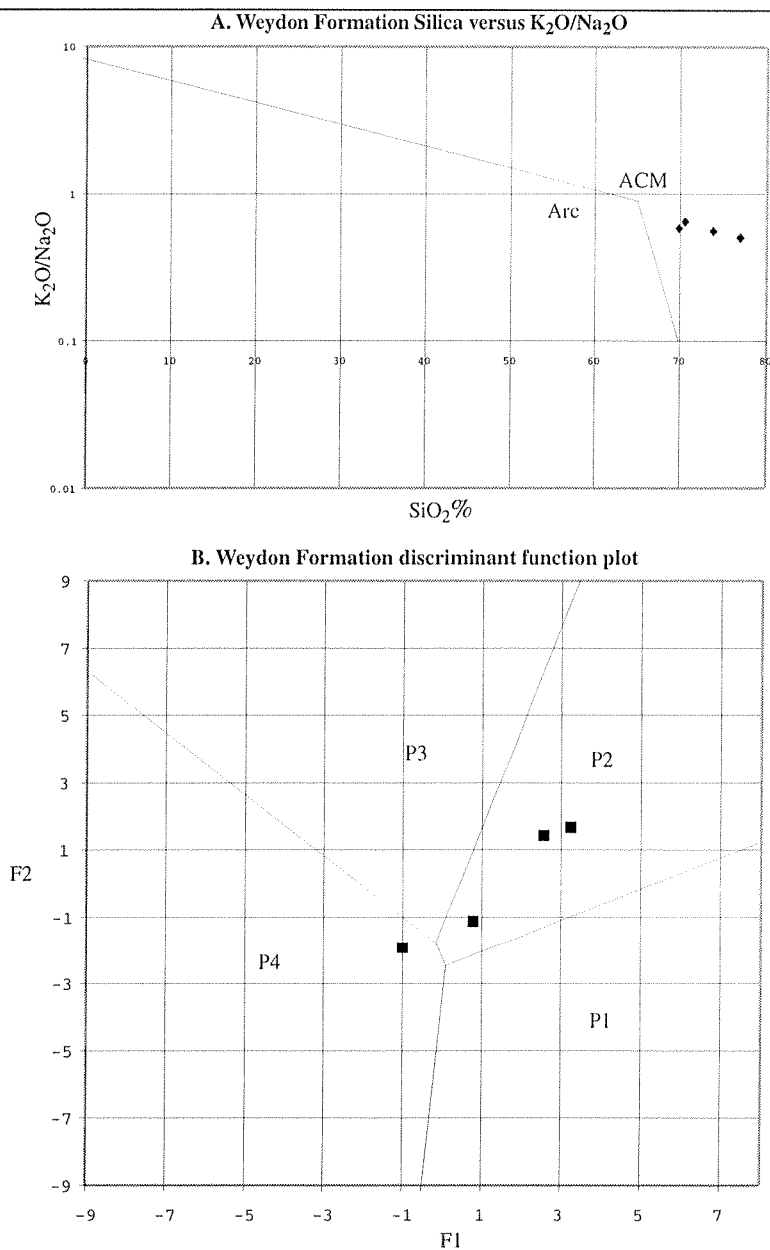 A. Weydon Formation Silica versus K₂O/Na₂O
10
ACM
1
Arc
K₂O/Na₂O
0.1
0 10 20 30 40 50 60 70 80
0.01
SiO₂%
B. Weydon Formation discriminant function plot
9
7
5
P3
P2
3
1
F2
-1
P4
-3
P1
-5
-7
-9
-9 -7 -5 -3 -1 1 3 5 7
F1